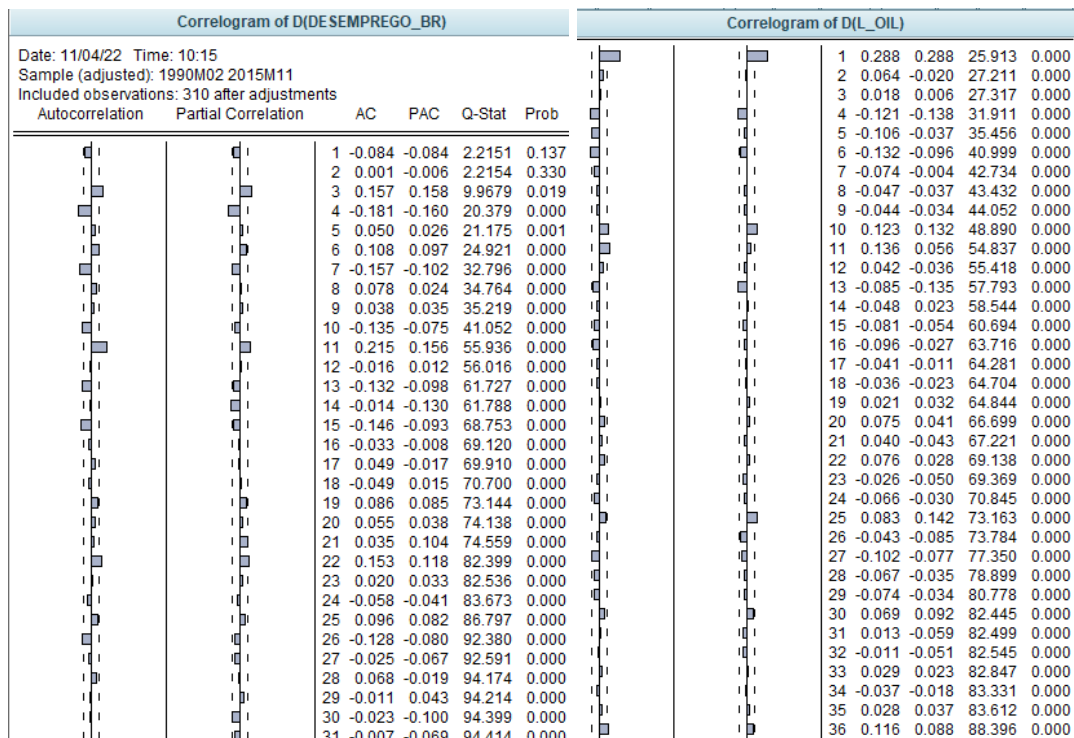 Correlogram of D(DESEMPREGO_BR)
Date: 11/04/22 Time: 10:15
Sample (adjusted): 1990M02 2015M11
Included observations: 310 after adjustments
Autocorrelation Partial Correlation AC PAC Q-Stat Prob
1 -0.084 -0.084 2.2151 0.137
2 0.001 -0.006 2.2154 0.330
3 0.157 0.158 9.9679 0.019
4 -0.181 -0.160 20.379 0.000
5 0.050 0.026 21.175 0.001
6 0.108 0.097 24.921 0.000
7 -0.157 -0.102 32.796 0.000
8 0.078 0.024 34.764 0.000
9 0.038 0.035 35.219 0.000
10 -0.135 -0.075 41.052 0.000
11 0.215 0.156 55.936 0.000
12 -0.016 0.012 56.016 0.000
13 -0.132 -0.098 61.727 0.000
14 -0.014 -0.130 61.788 0.000
15 -0.146 -0.093 68.753 0.000
16 -0.033 -0.008 69.120 0.000
17 0.049 -0.017 69.910 0.000
18 -0.049 0.015 70.700 0.000
19 0.086 0.085 73.144 0.000
20 0.055 0.038 74.138 0.000
21 0.035 0.104 74.559 0.000
22 0.153 0.118 82.399 0.000
23 0.020 0.033 82.536 0.000
24 -0.058 -0.041 83.673 0.000
25 0.096 0.082 86.797 0.000
26 -0.128 -0.080 92.380 0.000
27 -0.025 -0.067 92.591 0.000
28 0.068 -0.019 94.174 0.000
29 -0.011 0.043 94.214 0.000
30 -0.023 -0.100 94.399 0.000
31 -0.007 -0.069 94.414 0.000
Correlogram of D(L_OIL)
1 0.288 0.288 25.913 0.000
2 0.064 -0.020 27.211 0.000
3 0.018 0.006 27.317 0.000
4 -0.121 -0.138 31.911 0.000
5 -0.106 -0.037 35.456 0.000
6 -0.132 -0.096 40.999 0.000
7 -0.074 -0.004 42.734 0.000
8 -0.047 -0.037 43.432 0.000
9 -0.044 -0.034 44.052 0.000
10 0.123 0.132 48.890 0.000
11 0.136 0.056 54.837 0.000
12 0.042 -0.036 55.418 0.000
13 -0.085 -0.135 57.793 0.000
14 -0.048 0.023 58.544 0.000
15 -0.081 -0.054 60.694 0.000
16 -0.096 -0.027 63.716 0.000
17 -0.041 -0.011 64.281 0.000
18 -0.036 -0.023 64.704 0.000
19 0.021 0.032 64.844 0.000
20 0.075 0.041 66.699 0.000
21 0.040 -0.043 67.221 0.000
22 0.076 0.028 69.138 0.000
23 -0.026 -0.050 69.369 0.000
24 -0.066 -0.030 70.845 0.000
25 0.083 0.142 73.163 0.000
26 -0.043 -0.085 73.784 0.000
27 -0.102 -0.077 77.350 0.000
28 -0.067 -0.035 78.899 0.000
29 -0.074 -0.034 80.778 0.000
30 0.069 0.092 82.445 0.000
31 0.013 -0.059 82.499 0.000
32 -0.011 -0.051 82.545 0.000
33 0.029 0.023 82.847 0.000
34 -0.037 -0.018 83.331 0.000
35 0.028 0.037 83.612 0.000
36 0.116 0.088 88.396 0.000